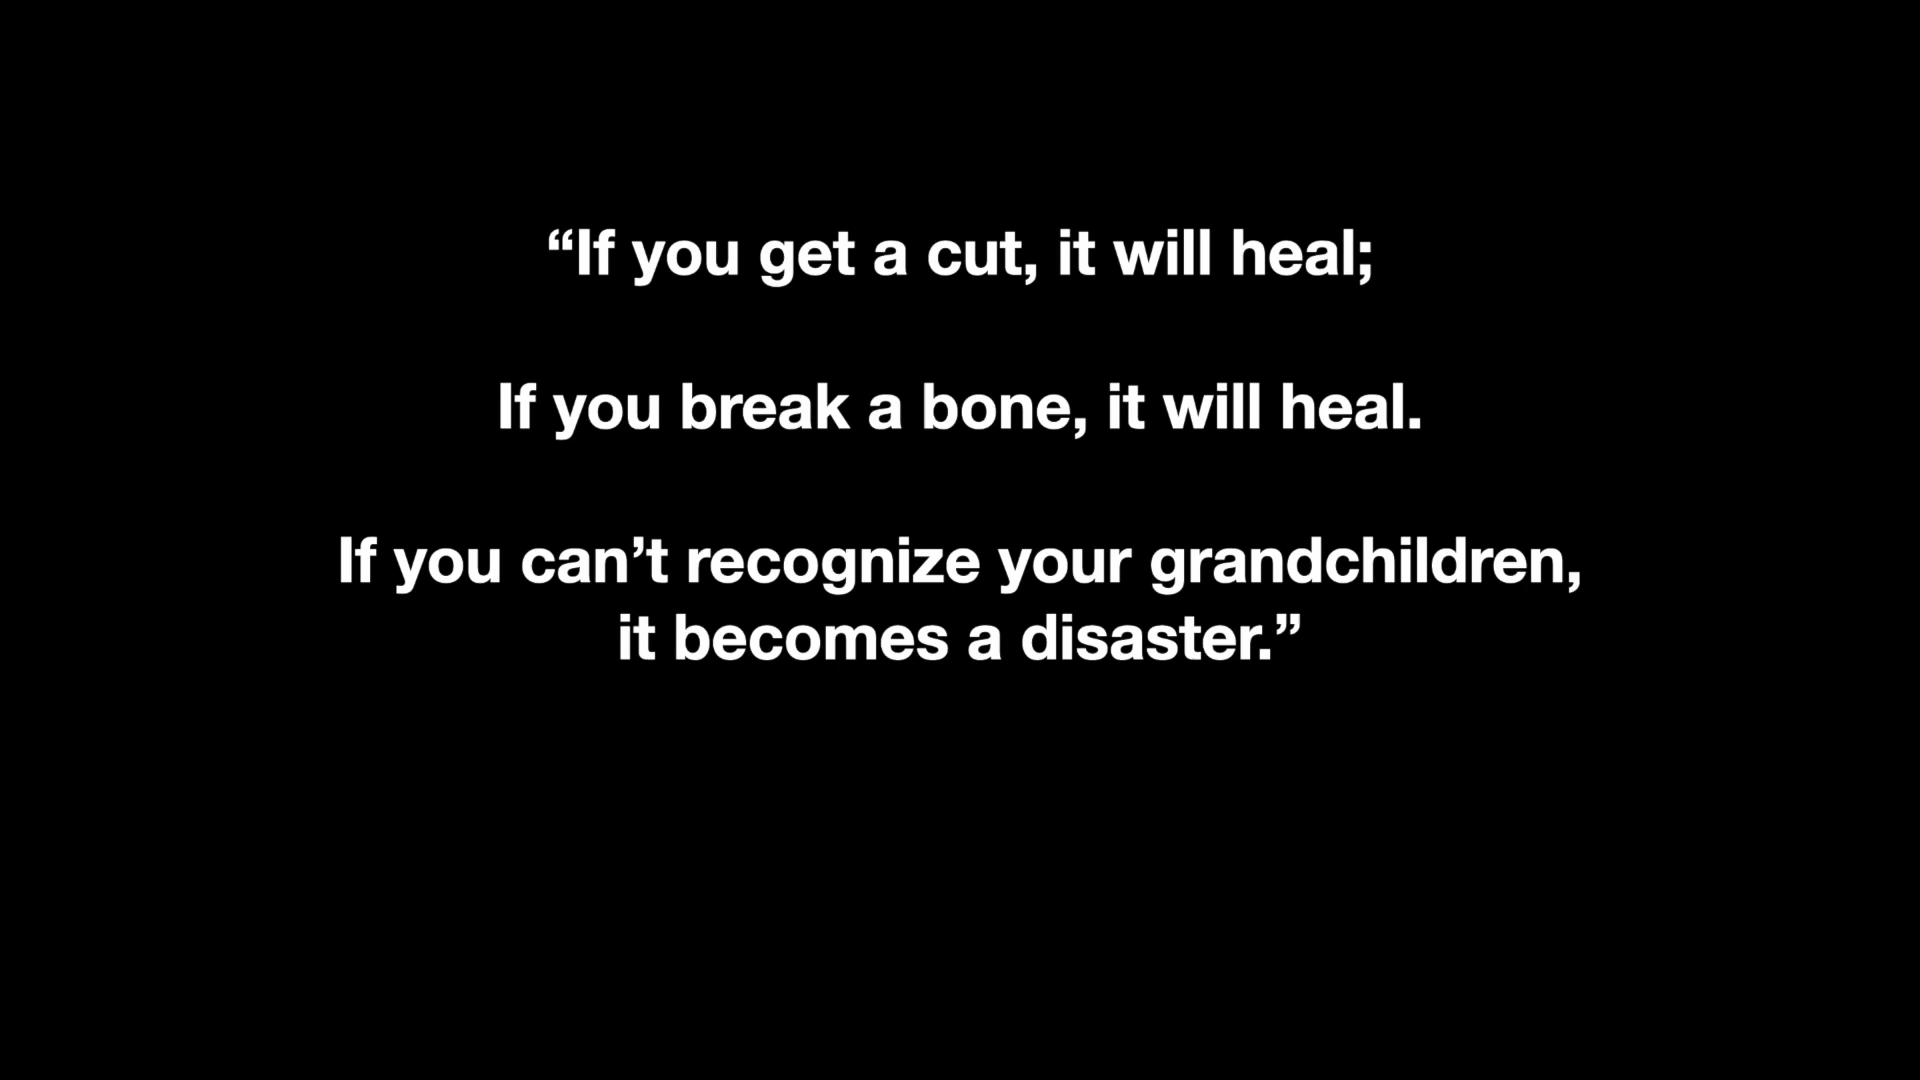 “If you get a cut, it will heal;
If you break a bone, it will heal.
If you can’t recognize your grandchildren,
it becomes a disaster.”